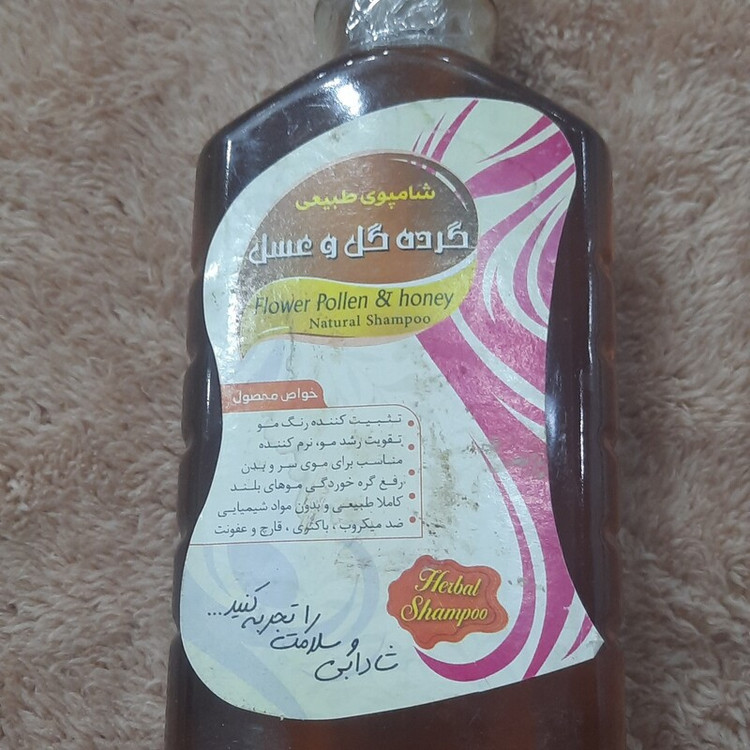 شامپوی طبیعی
گرده گل و عسل
Flower Pollen & honey
Natural Shampoo
خواص محصول
تثبیت کننده رنگ مو
تقویت رشد مو، نرم کننده
مناسب برای موی سر و بدن
رفع گره خوردگی موهای بلند
کاملا طبیعی و بدون مواد شیمیایی
ضد میکروب ، باکتری ، قارچ و عفونت
Herbal
Shampoo
شادابی
و سلامت
را تجربه کنید...